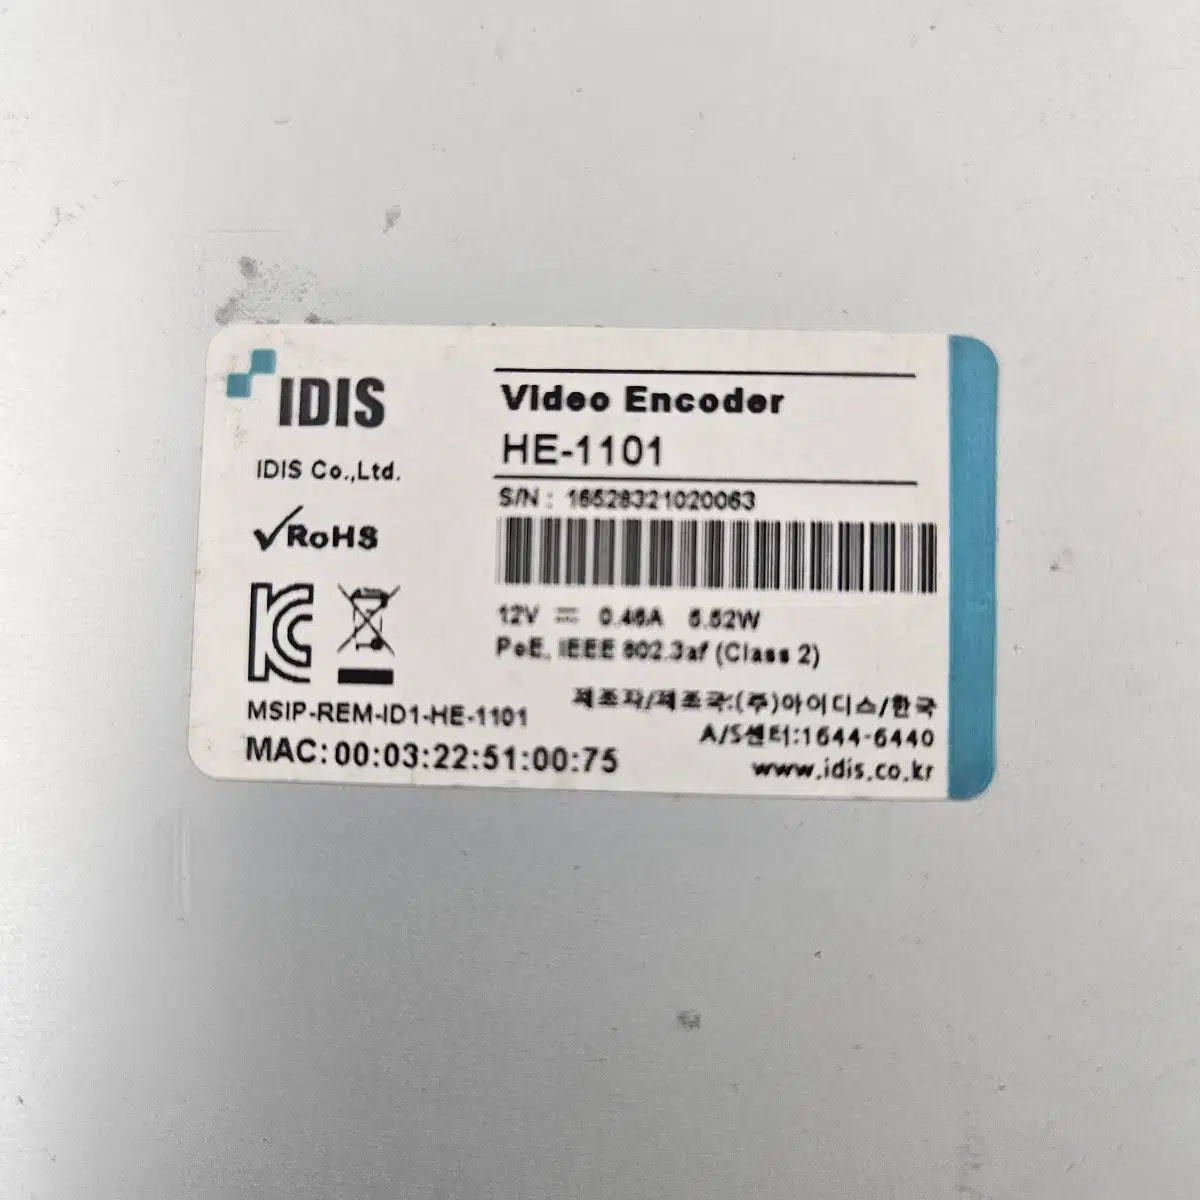 IDIS
IDIS Co.,Ltd.
RoHS
MSIP-REM-ID1-HE-1101
MAC: 00:03:22:51:00:75
Video Encoder
HE-1101
S/N : 16528321020063
12V ⎓ 0.46A 5.52W
PoE, IEEE 802.3af (Class 2)
제조자/제조국:(주)아이디스/한국
A/S센터:1644-6440
www.idis.co.kr